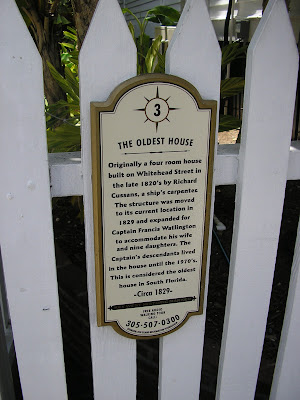 3
THE OLDEST HOUSE
Originally a four room house
built on Whitehead Street in
the late 1820's by Richard
Cussans, a ship's carpenter.
The structure was moved
to its current location in
1829 and expanded for
Captain Francis Watlington
to accommodate his wife
and nine daughters. The
Captain's descendants lived
in the house until the 1970's.
This is considered the oldest
house in South Florida.
-Circa 1829-
WALKING TOUR
305-507-0300